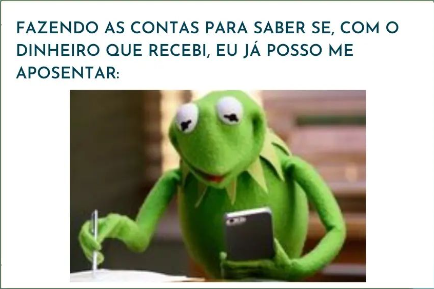 FAZENDO AS CONTAS PARA SABER SE, COM O
DINHEIRO QUE RECEBI, EU JÁ POSSO ME
APOSENTAR: